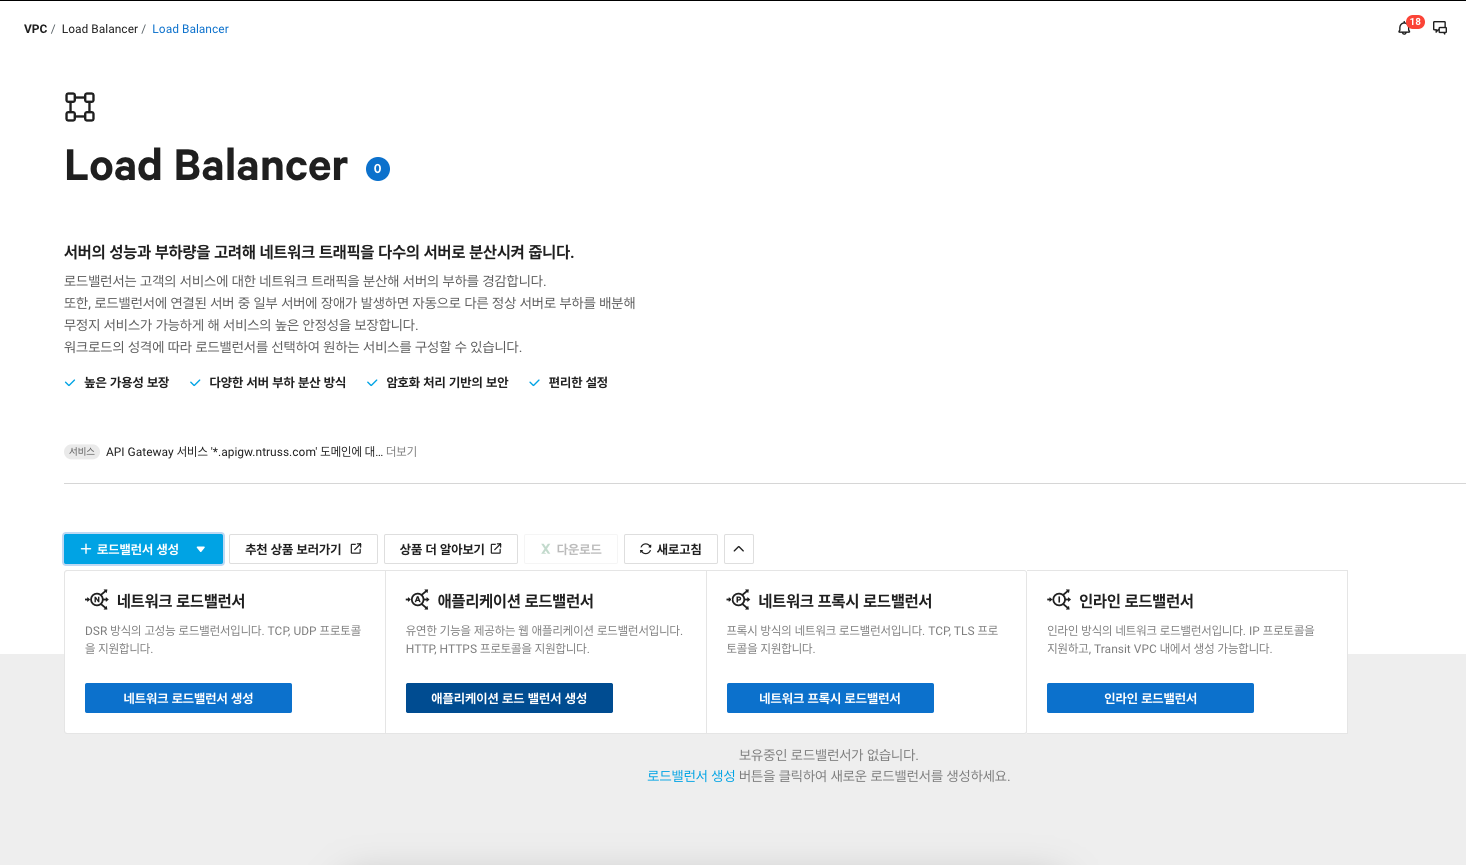 VPC / Load Balancer / Load Balancer
18
Load Balancer 0
서버의 성능과 부하량을 고려해 네트워크 트래픽을 다수의 서버로 분산시켜 줍니다.
로드밸런서는 고객의 서비스에 대한 네트워크 트래픽을 분산해 서버의 부하를 경감합니다.
또한, 로드밸런서에 연결된 서버 중 일부 서버에 장애가 발생하면 자동으로 다른 정상 서버로 부하를 배분해
무정지 서비스가 가능하게 해 서비스의 높은 안정성을 보장합니다.
워크로드의 성격에 따라 로드밸런서를 선택하여 원하는 서비스를 구성할 수 있습니다.
높은 가용성 보장 다양한 서버 부하 분산 방식 암호화 처리 기반의 보안 편리한 설정
서비스 API Gateway 서비스 '*.apigw.ntruss.com' 도메인에 대... 더보기
+ 로드밸런서 생성 추천 상품 보러가기 상품 더 알아보기 X 다운로드 새로고침
N 네트워크 로드밸런서
DSR 방식의 고성능 로드밸런서입니다. TCP, UDP 프로토콜
을 지원합니다.
네트워크 로드밸런서 생성
A 애플리케이션 로드밸런서
유연한 기능을 제공하는 웹 애플리케이션 로드밸런서입니다.
HTTP, HTTPS 프로토콜을 지원합니다.
애플리케이션 로드 밸런서 생성
P 네트워크 프록시 로드밸런서
프록시 방식의 네트워크 로드밸런서입니다. TCP, TLS 프로
토콜을 지원합니다.
네트워크 프록시 로드밸런서
I 인라인 로드밸런서
인라인 방식의 네트워크 로드밸런서입니다. IP 프로토콜을
지원하고, Transit VPC 내에서 생성 가능합니다.
인라인 로드밸런서
보유중인 로드밸런서가 없습니다.
로드밸런서 생성 버튼을 클릭하여 새로운 로드밸런서를 생성하세요.